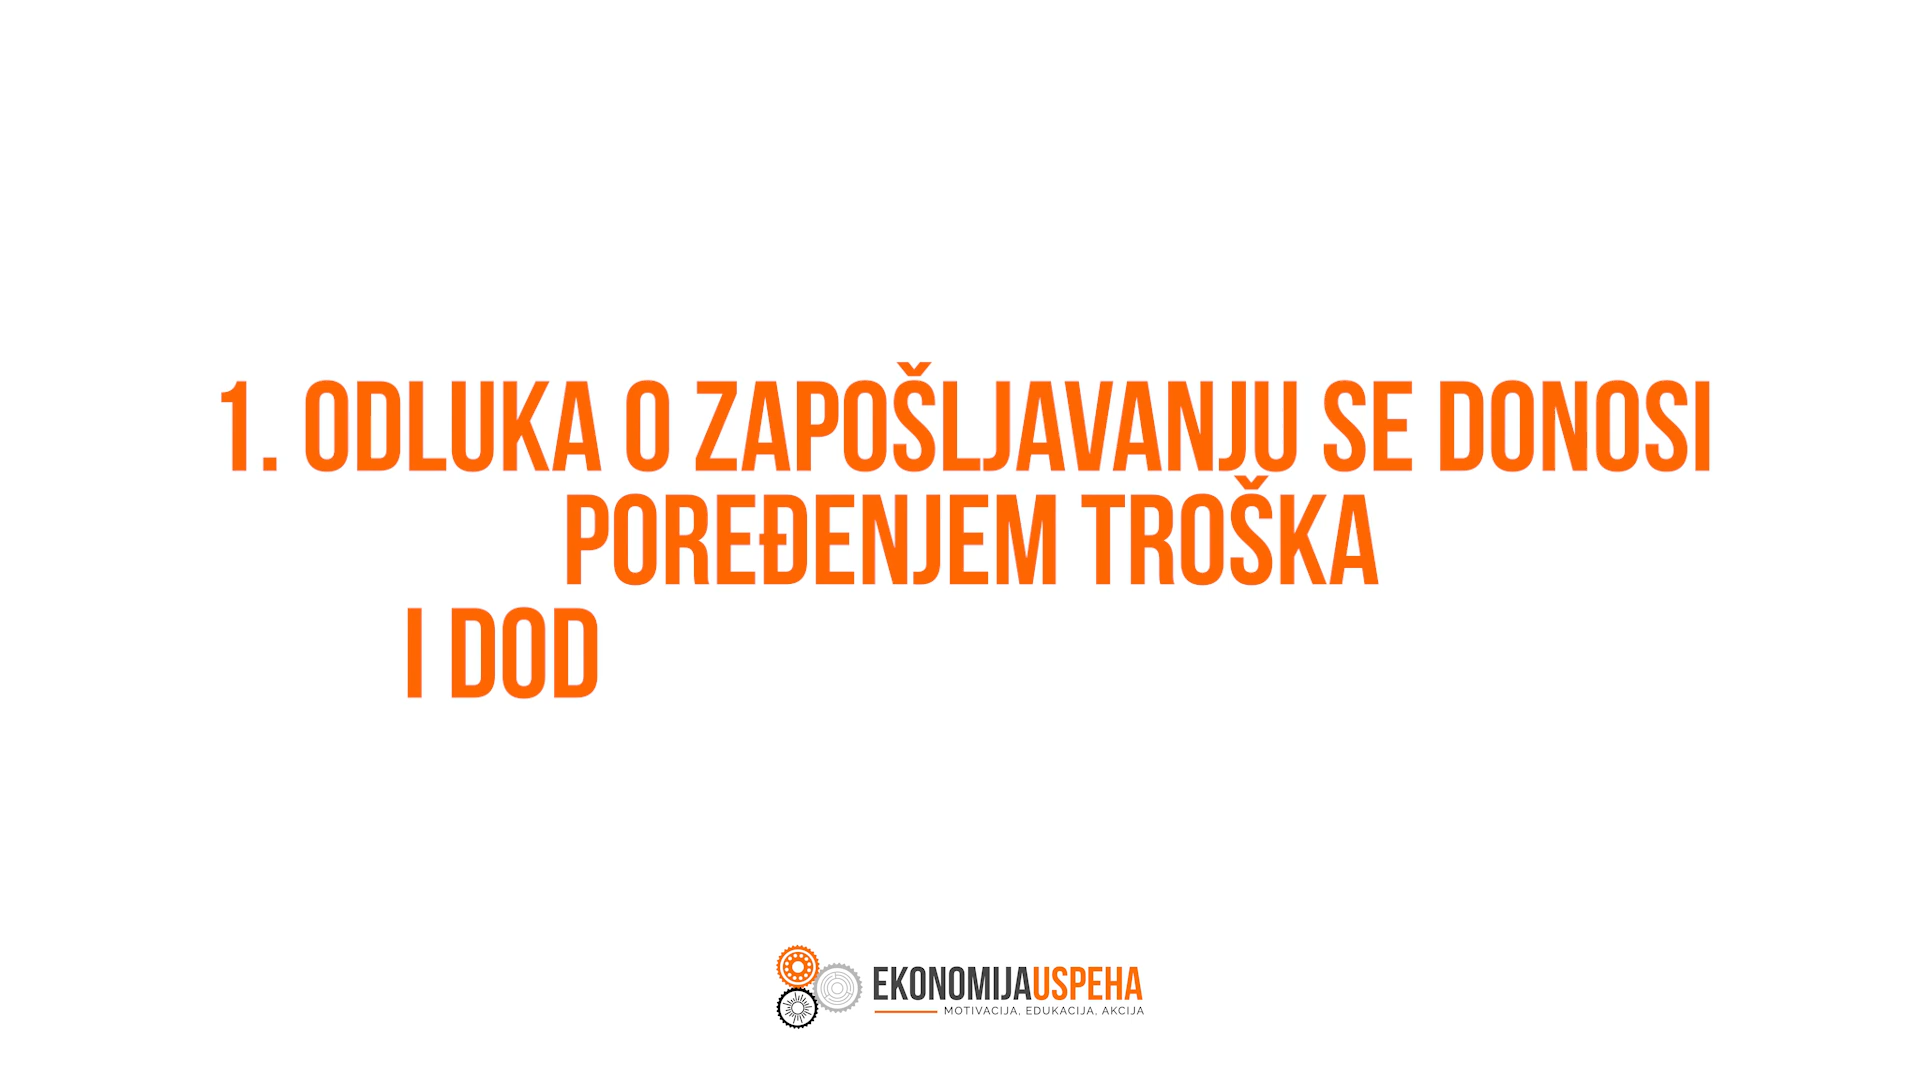 1. ODLUKA O ZAPOŠLJAVANJU SE DONOSI
POREĐENJEM TROŠKA
I DOD
EKONOMIJAUSPEHA
MOTIVACIJA, EDUKACIJA, AKCIJA